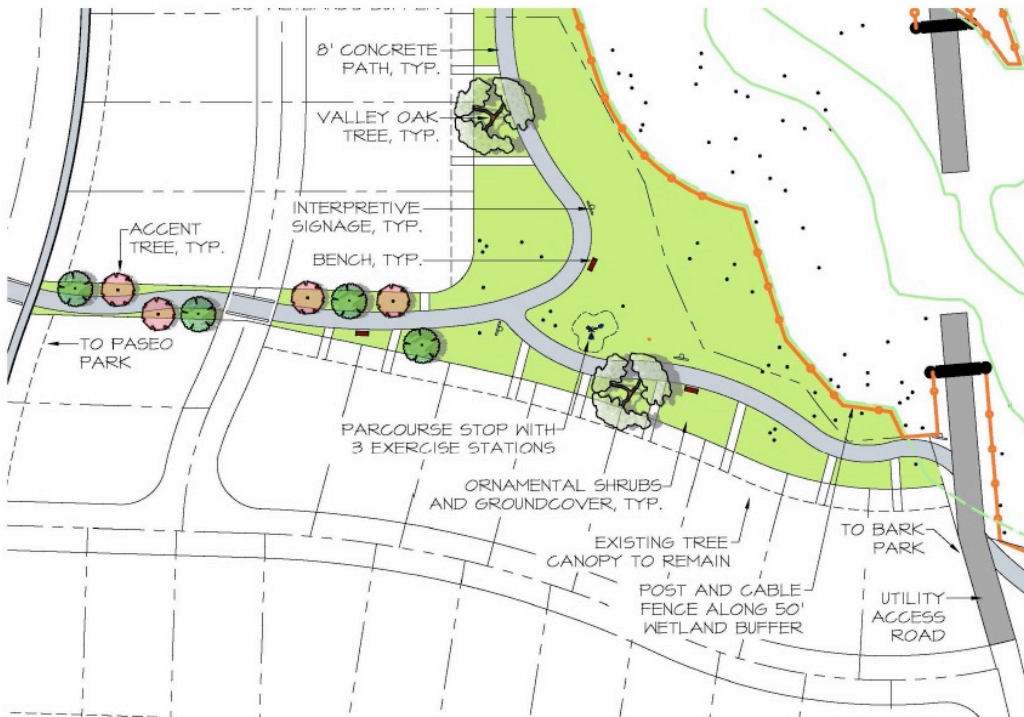 8' CONCRETE
PATH, TYP.
VALLEY OAK
TREE, TYP.
INTERPRETIVE
SIGNAGE, TYP.
ACCENT
TREE, TYP.
BENCH, TYP.
TO PASEO
PARK
PARCOURSE STOP WITH
3 EXERCISE STATIONS
ORNAMENTAL SHRUBS
AND GROUNDCOVER, TYP.
EXISTING TREE
CANOPY TO REMAIN
TO BARK
PARK
POST AND CABLE
FENCE ALONG 50'
WETLAND BUFFER
UTILITY
ACCESS
ROAD